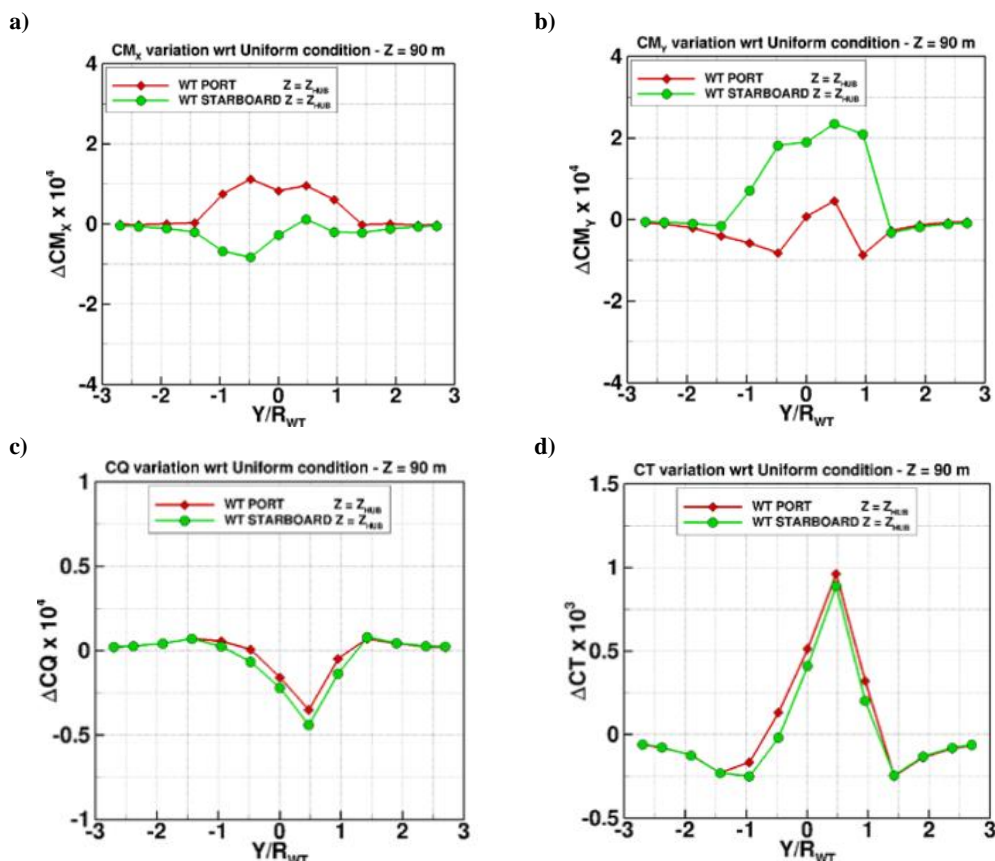 a)
CMX variation wrt Uniform condition - Z = 90 m
WT PORT Z = ZHUB
WT STARBOARD Z = ZHUB
ΔCMX x 10⁴
4
2
0
-2
-4
-3 -2 -1 0 1 2 3
Y/RWT
b)
CMY variation wrt Uniform condition - Z = 90 m
WT PORT Z = ZHUB
WT STARBOARD Z = ZHUB
ΔCMY x 10⁴
4
2
0
-2
-4
-3 -2 -1 0 1 2 3
Y/RWT
c)
CQ variation wrt Uniform condition - Z = 90 m
WT PORT Z = ZHUB
WT STARBOARD Z = ZHUB
ΔCQ x 10⁴
1
0.5
0
-0.5
-1
-3 -2 -1 0 1 2 3
Y/RWT
d)
CT variation wrt Uniform condition - Z = 90 m
WT PORT Z = ZHUB
WT STARBOARD Z = ZHUB
ΔCT x 10³
1.5
1
0.5
0
-0.5
-3 -2 -1 0 1 2 3
Y/RWT